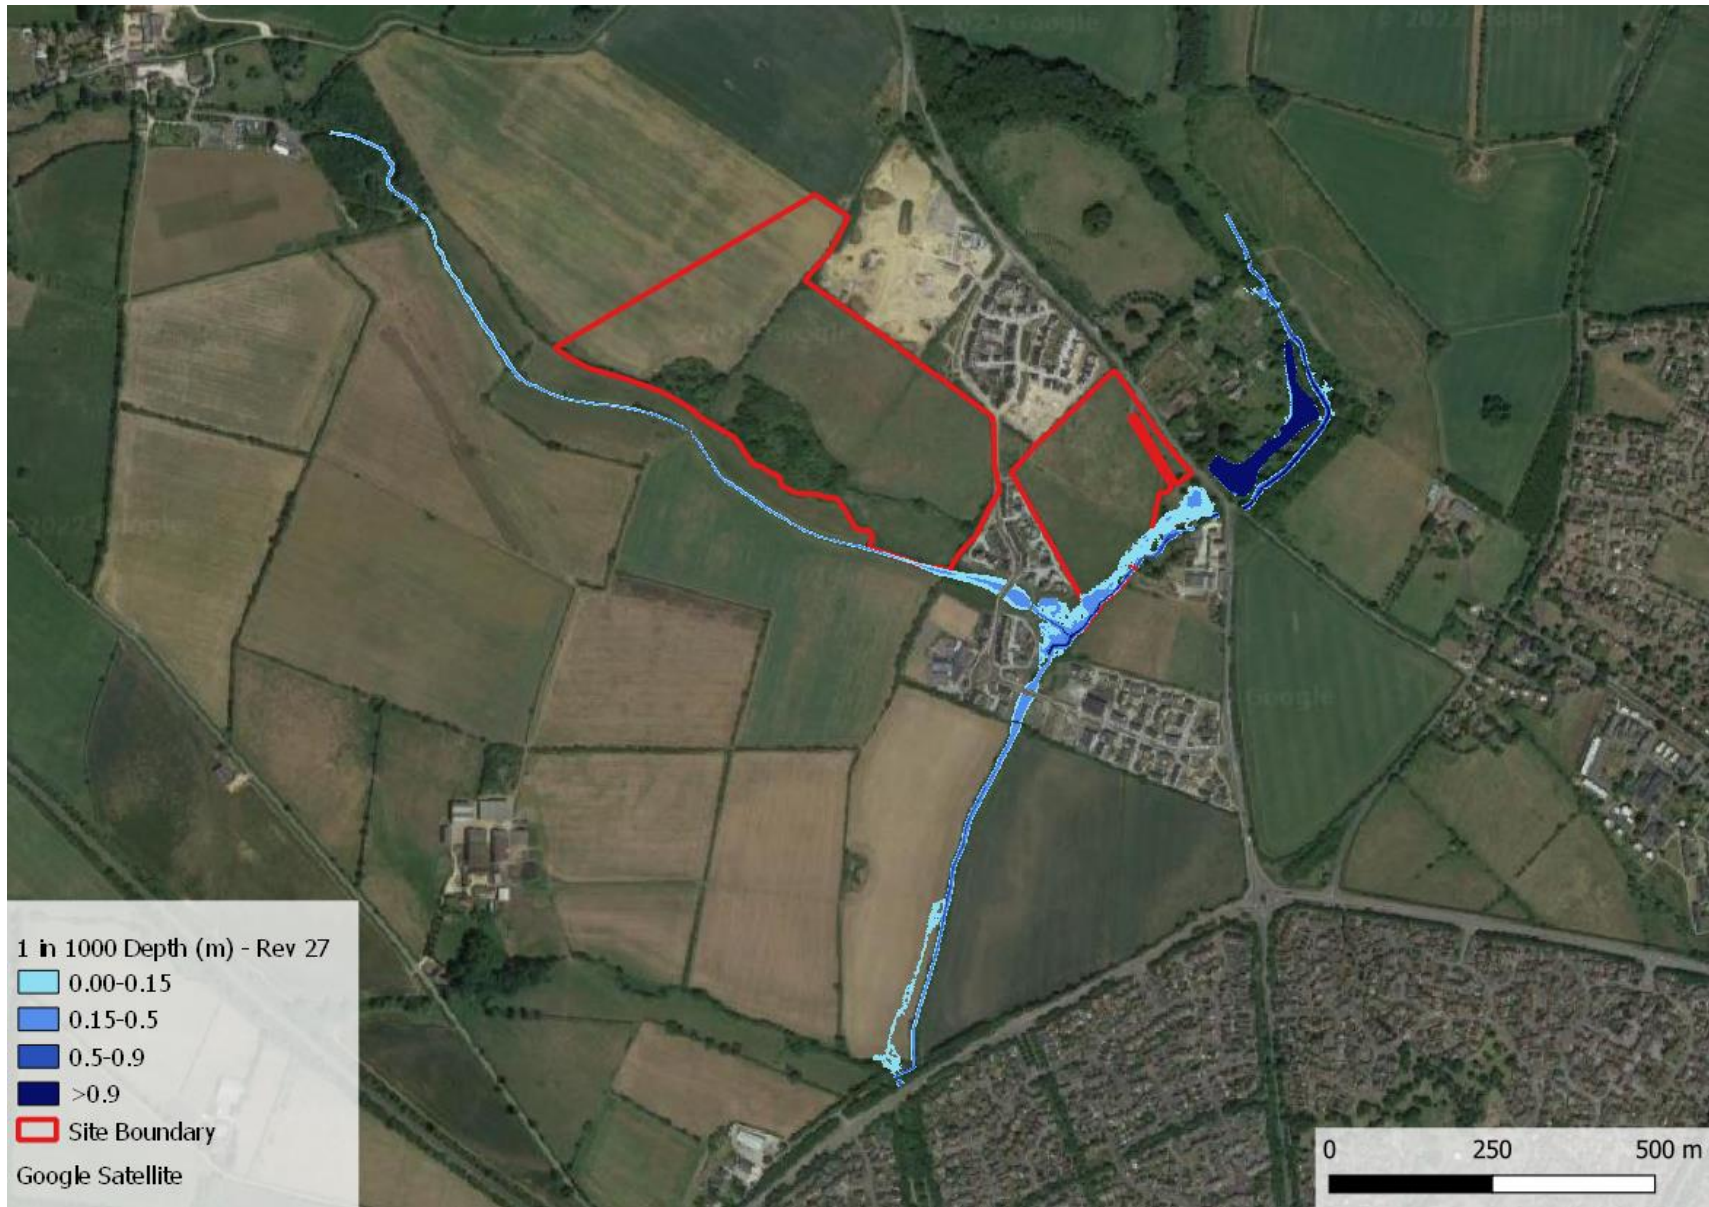 1 in 1000 Depth (m) - Rev 27
0.00-0.15
0.15-0.5
0.5-0.9
>0.9
Site Boundary
Google Satellite
0 250 500 m
Google